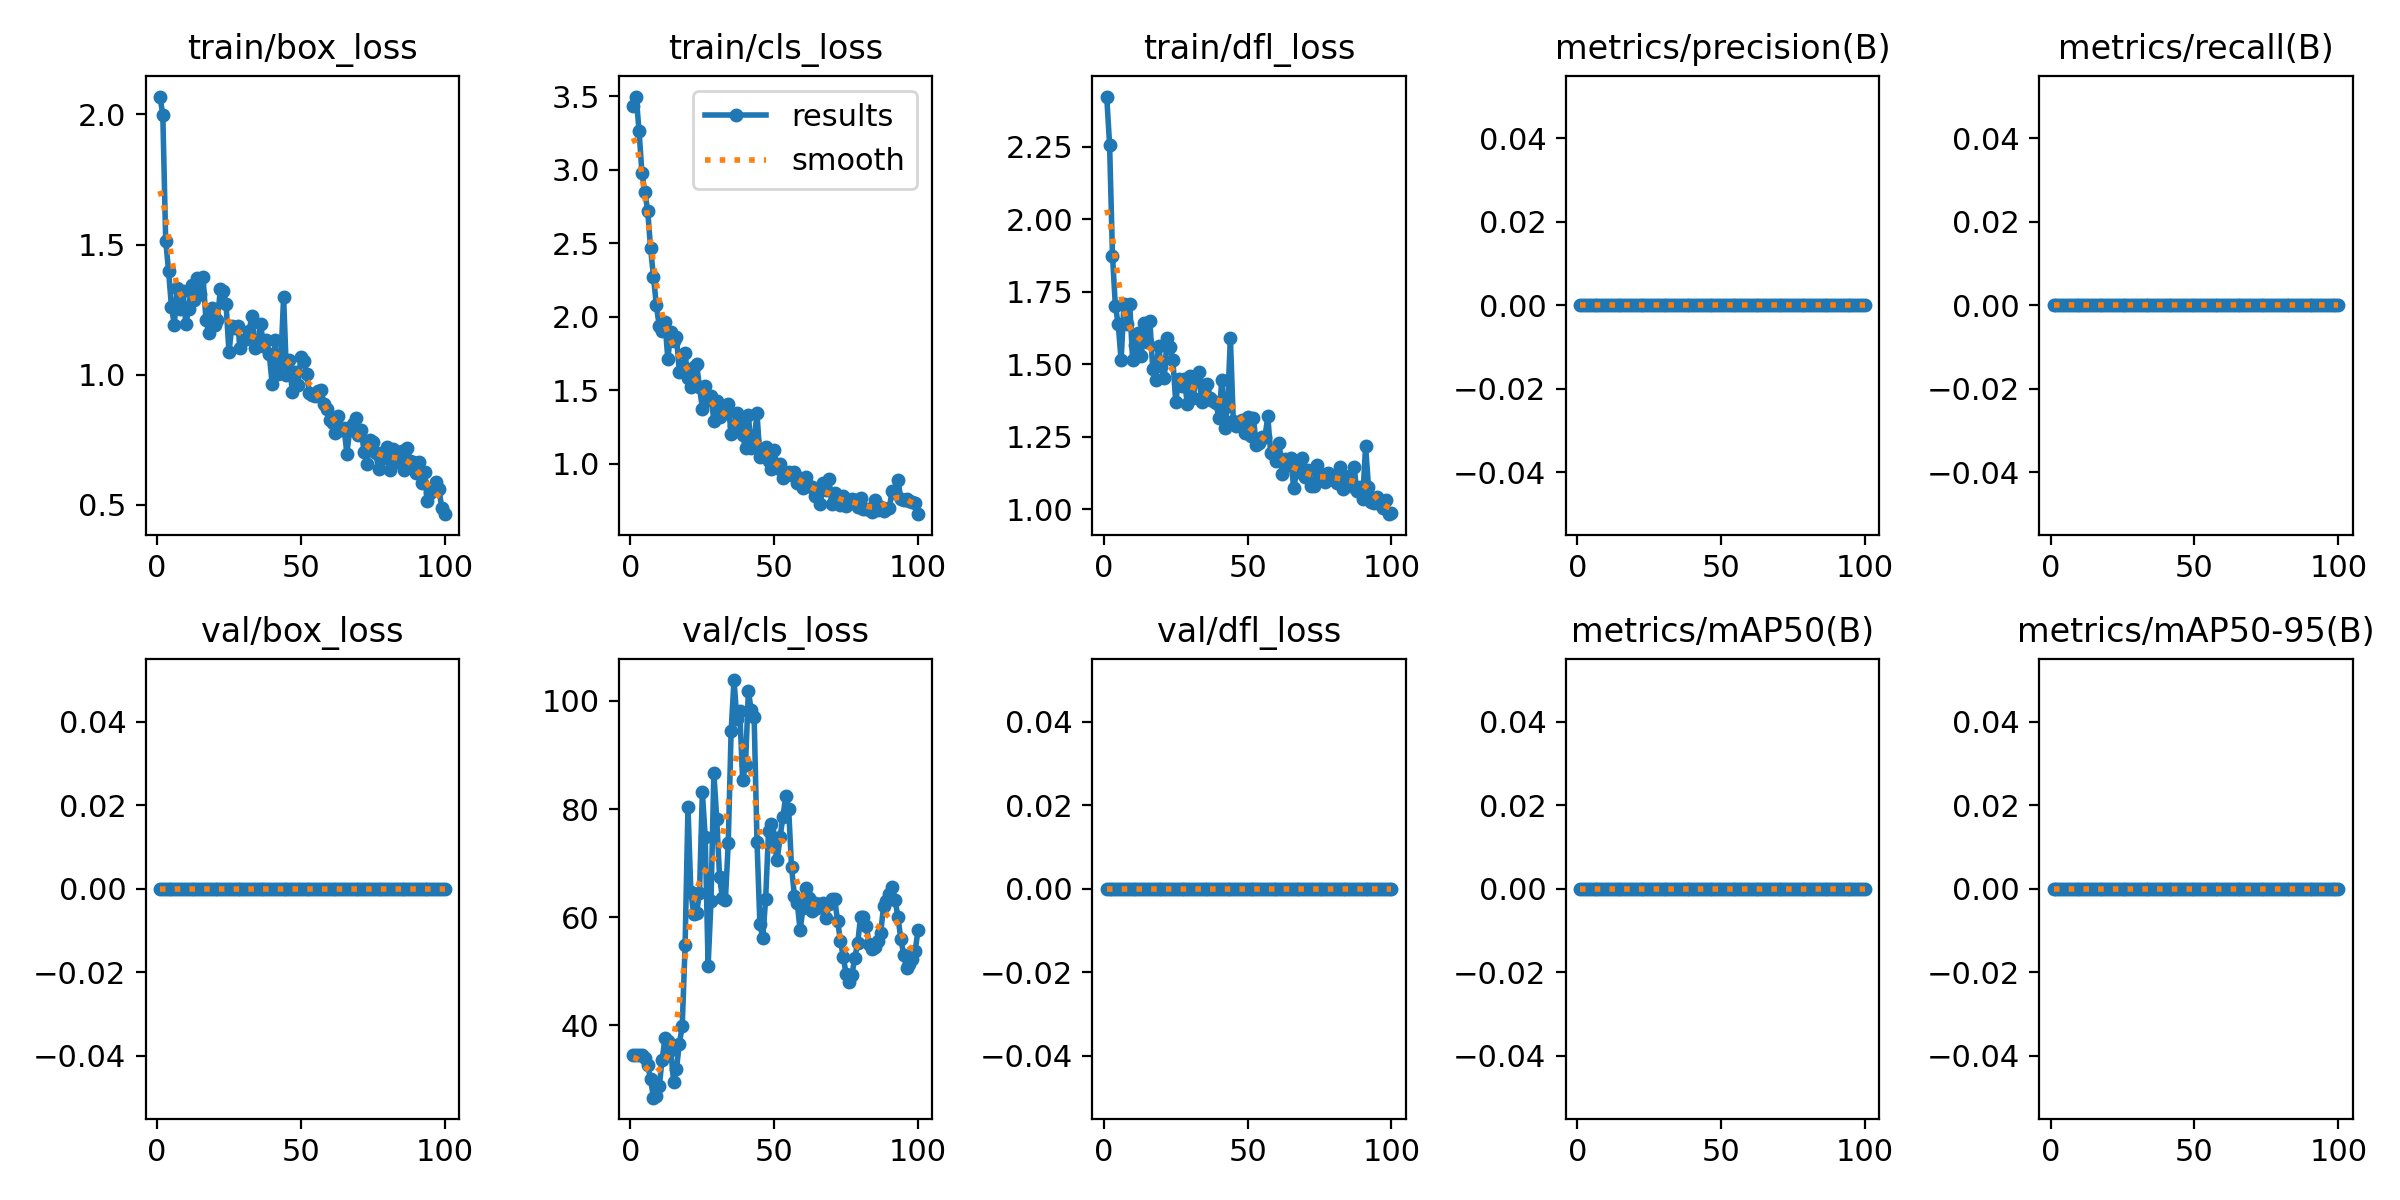 train/box_loss
train/cls_loss
train/dfl_loss
metrics/precision(B)
metrics/recall(B)
2.0
1.5
1.0
0.5
0 50 100
results
smooth
3.5
3.0
2.5
2.0
1.5
1.0
0 50 100
2.25
2.00
1.75
1.50
1.25
1.00
0 50 100
0.04
0.02
0.00
−0.02
−0.04
0 50 100
0.04
0.02
0.00
−0.02
−0.04
0 50 100
val/box_loss
val/cls_loss
val/dfl_loss
metrics/mAP50(B)
metrics/mAP50-95(B)
0.04
0.02
0.00
−0.02
−0.04
0 50 100
100
80
60
40
0 50 100
0.04
0.02
0.00
−0.02
−0.04
0 50 100
0.04
0.02
0.00
−0.02
−0.04
0 50 100
0.04
0.02
0.00
−0.02
−0.04
0 50 100